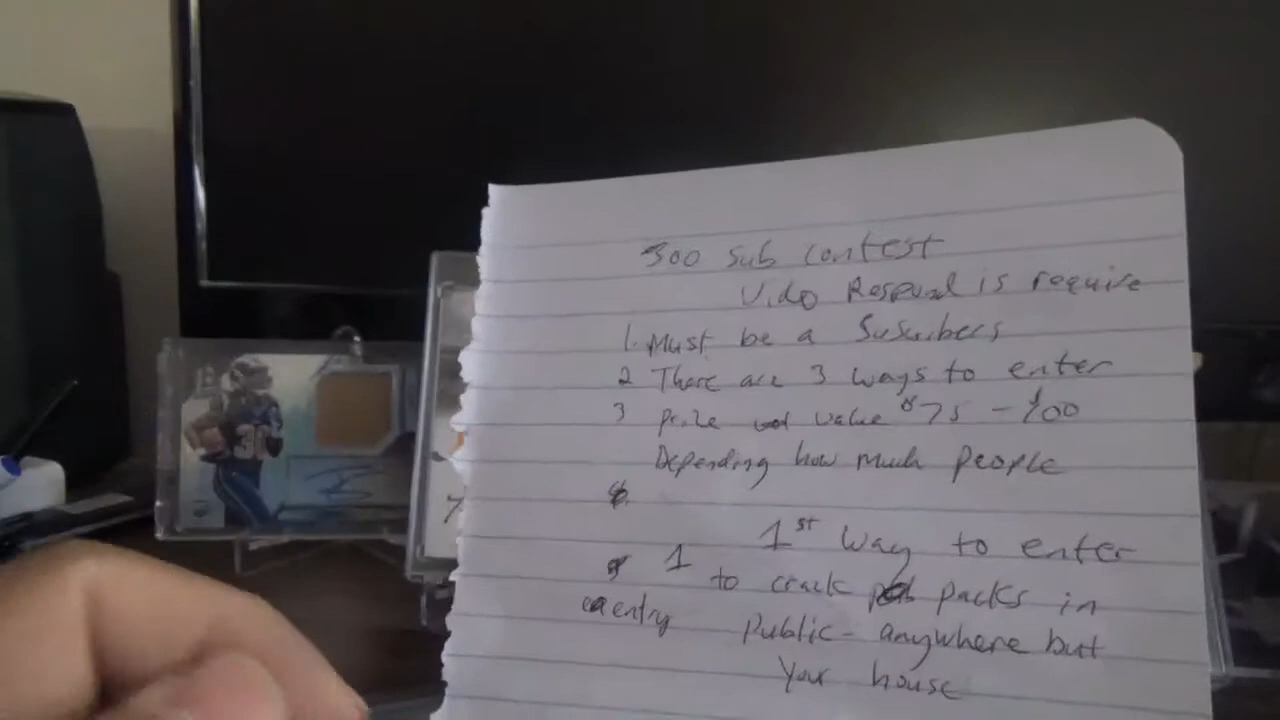 300 Sub Contest
Vido Respond is require
1. Must be a Suscribers
2 There are 3 ways to enter
3 prize value $75 - $100
Depending how much people
1st way to enter
1 to crack packs in
entry Public - anywhere but
your house
30